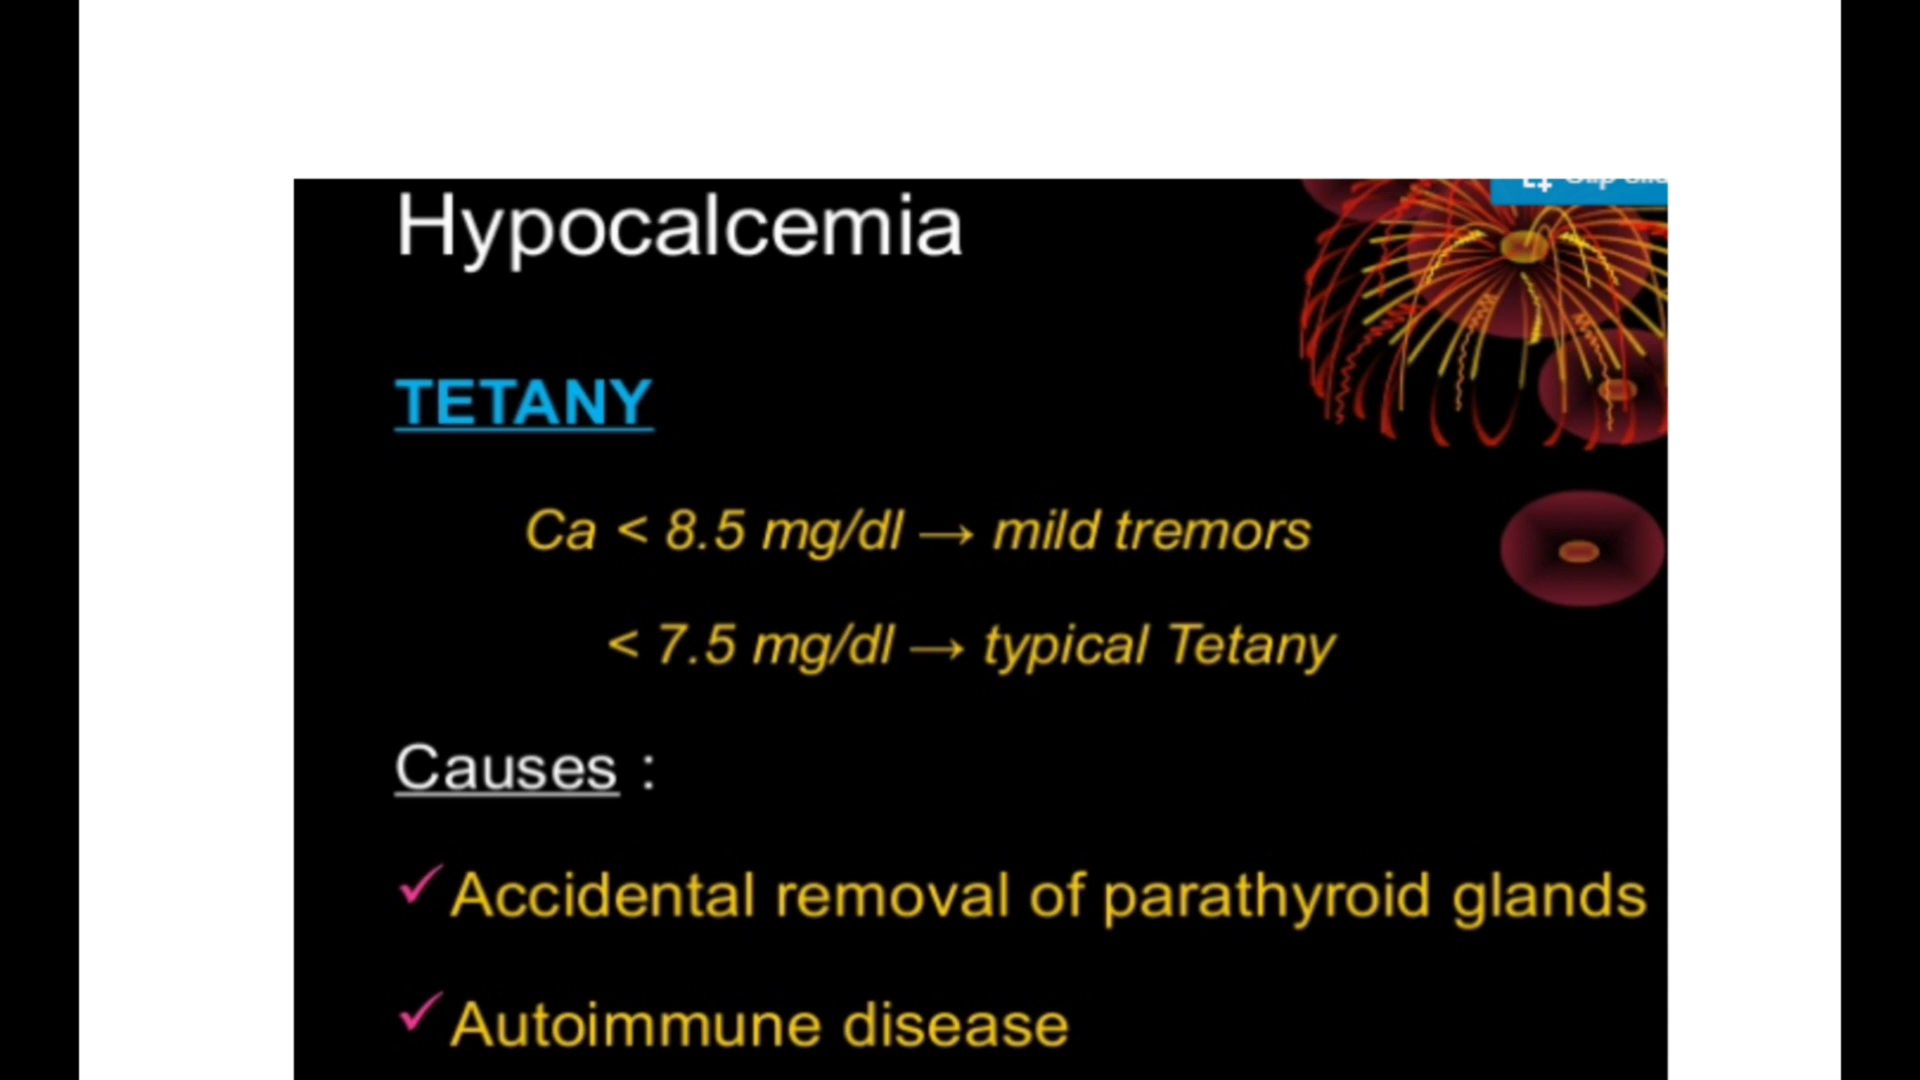 Hypocalcemia
TETANY
Ca < 8.5 mg/dl → mild tremors
< 7.5 mg/dl → typical Tetany
Causes :
✓Accidental removal of parathyroid glands
✓Autoimmune disease